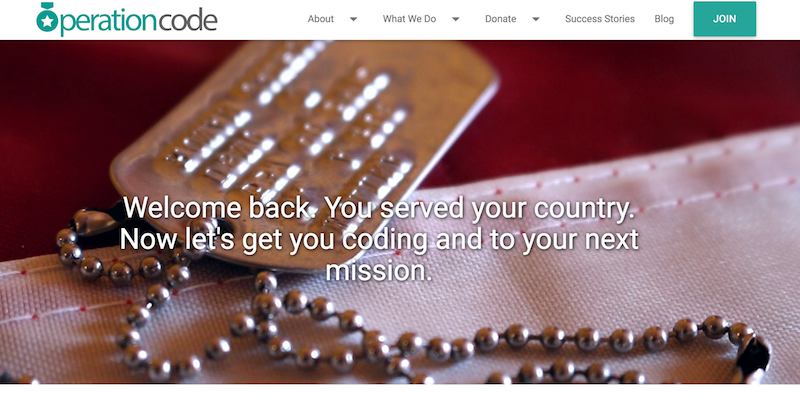 Operationcode
About
What We Do
Donate
Success Stories
Blog
JOIN
Welcome back. You served your country.
Now let's get you coding and to your next
mission.